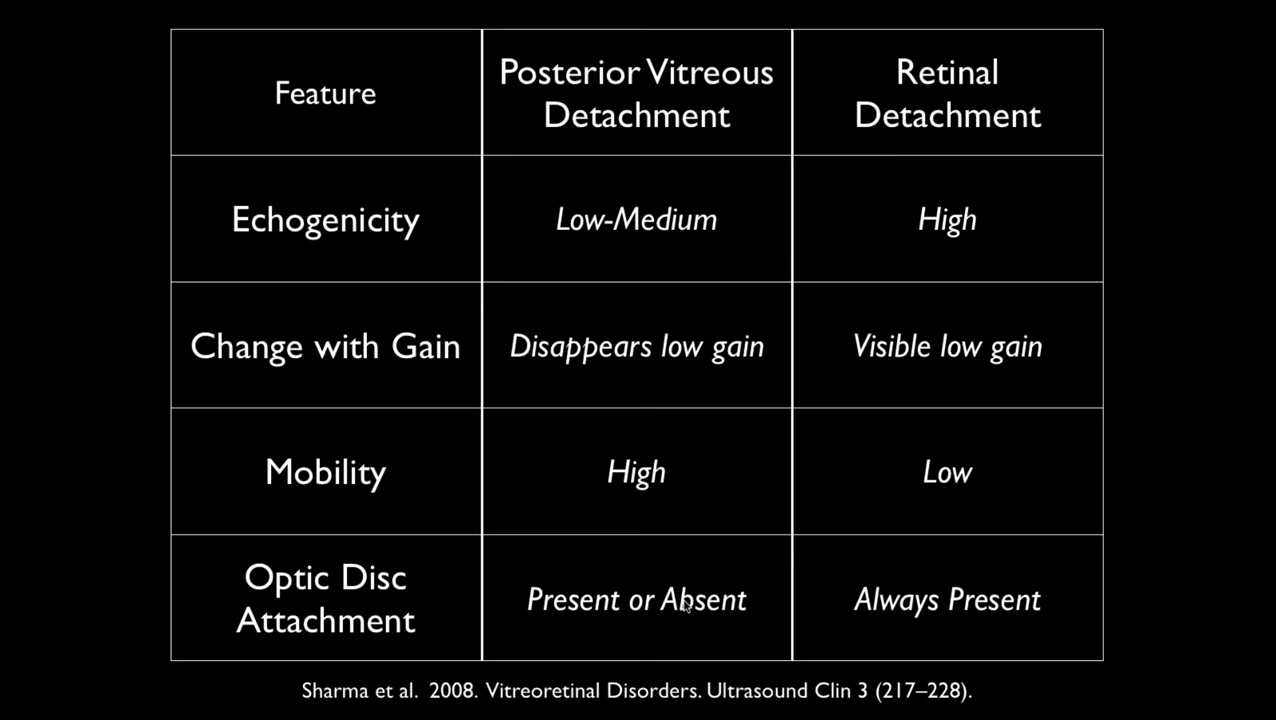 Feature
Posterior Vitreous
Detachment
Retinal
Detachment
Echogenicity
Low-Medium
High
Change with Gain
Disappears low gain
Visible low gain
Mobility
High
Low
Optic Disc
Attachment
Present or Absent
Always Present
Sharma et al. 2008. Vitreoretinal Disorders. Ultrasound Clin 3 (217–228).